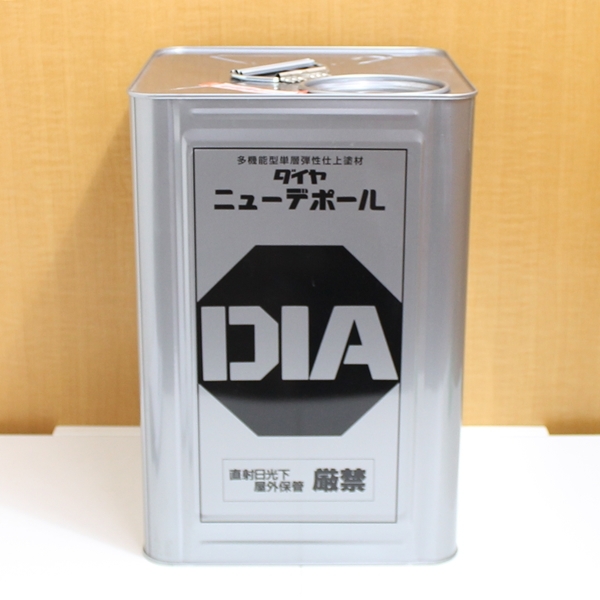 多機能型単層弾性仕上塗材
ダイヤ
ニューデポール
DIA
直射日光下
屋外保管 厳禁